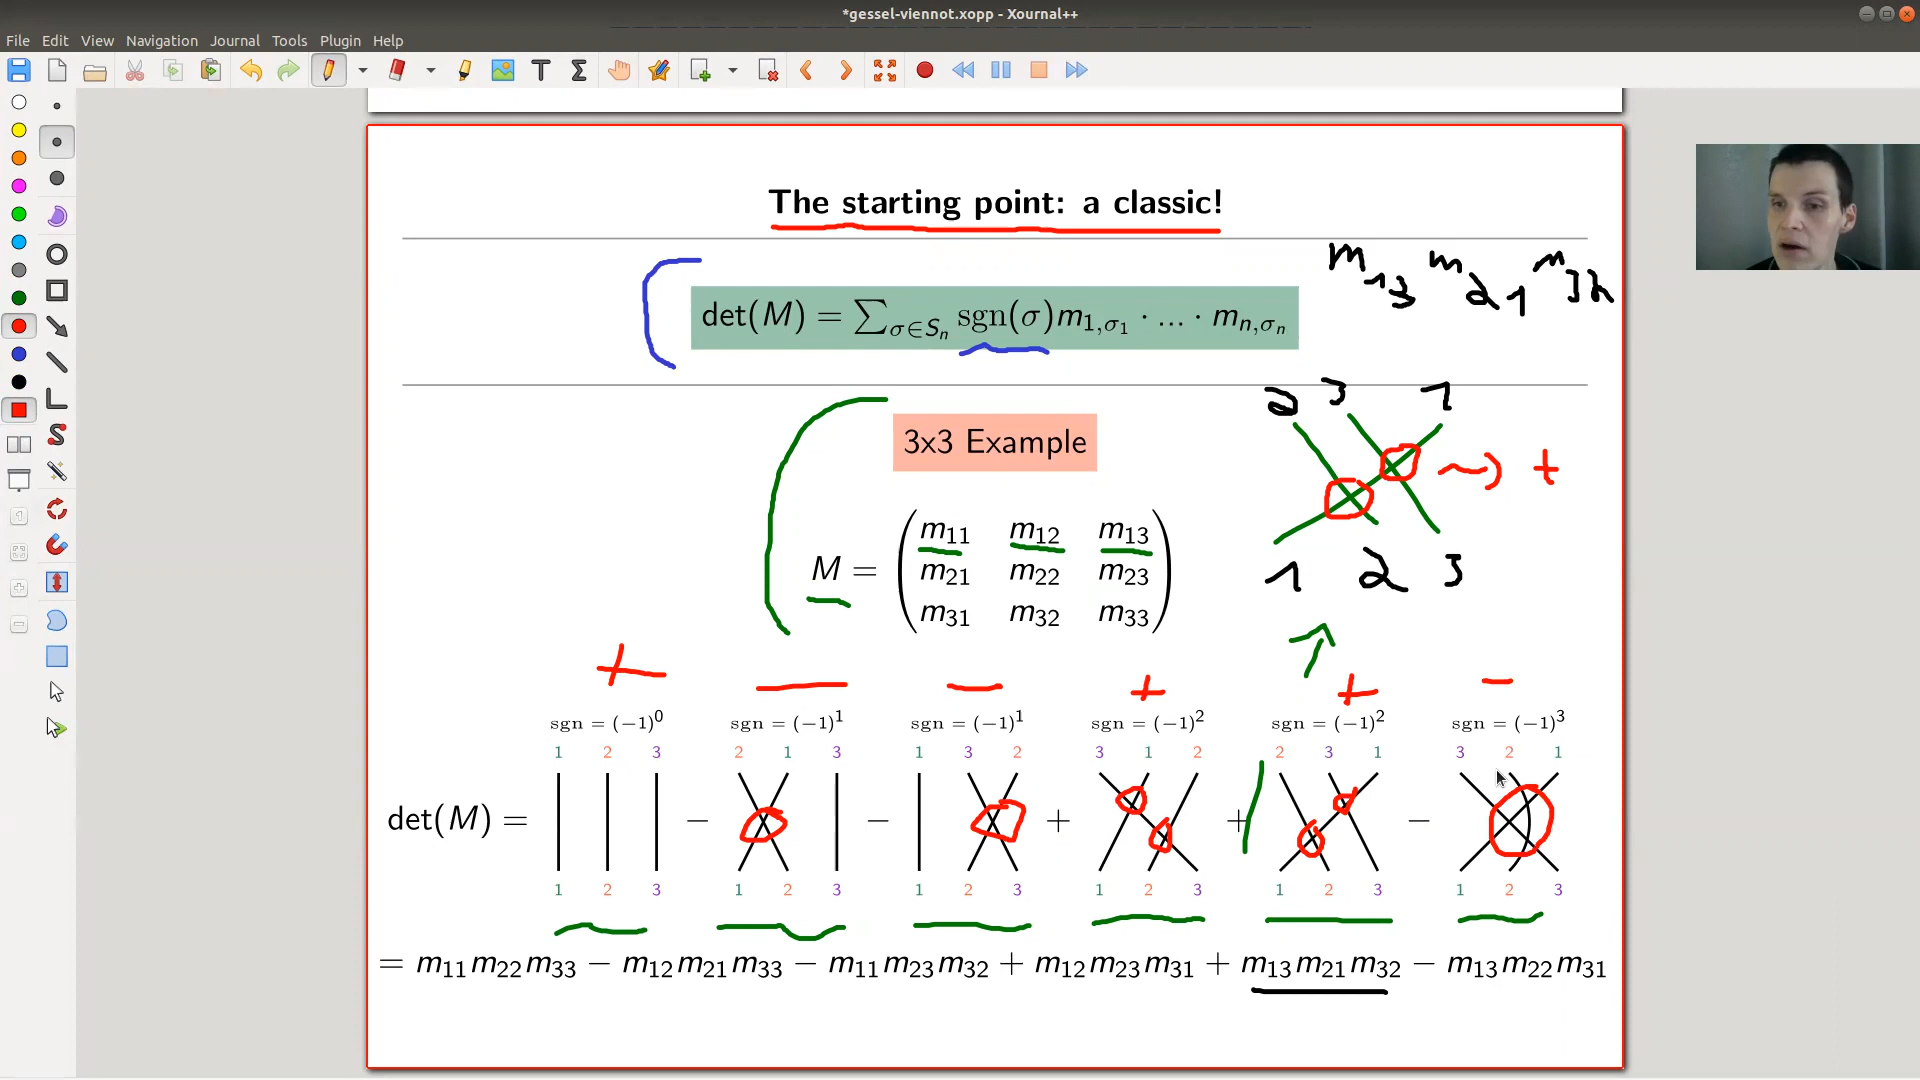 *gessel-viennot.xopp - Xournal++
File Edit View Navigation Journal Tools Plugin Help
The starting point: a classic!
m₁₃ m₂₁ m₃₂
det(M) = ∑_{σ∈Sₙ} sgn(σ)m_{1,σ₁} · ... · m_{n,σₙ}
2 3 1
3x3 Example
⇝ +
M = 
m₁₁ m₁₂ m₁₃
m₂₁ m₂₂ m₂₃
m₃₁ m₃₂ m₃₃
1 2 3
+ − − + + −
sgn = (−1)⁰ sgn = (−1)¹ sgn = (−1)¹ sgn = (−1)² sgn = (−1)² sgn = (−1)³
1 2 3 2 1 3 1 3 2 3 1 2 2 3 1 3 2 1
det(M) = − − + + −
1 2 3 1 2 3 1 2 3 1 2 3 1 2 3 1 2 3
= m₁₁m₂₂m₃₃ − m₁₂m₂₁m₃₃ − m₁₁m₂₃m₃₂ + m₁₂m₂₃m₃₁ + m₁₃m₂₁m₃₂ − m₁₃m₂₂m₃₁